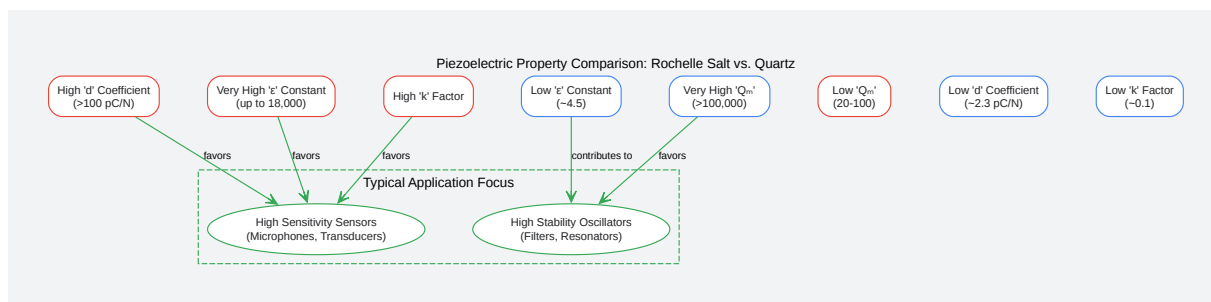 Piezoelectric Property Comparison: Rochelle Salt vs. Quartz
High 'd' Coefficient
(>100 pC/N)
Very High 'ε' Constant
(up to 18,000)
High 'k' Factor
Low 'ε' Constant
(~4.5)
Very High 'Qₘ'
(>100,000)
Low 'Qₘ'
(20-100)
Low 'd' Coefficient
(~2.3 pC/N)
Low 'k' Factor
(~0.1)
favors
favors
favors
contributes to
favors
Typical Application Focus
High Sensitivity Sensors
(Microphones, Transducers)
High Stability Oscillators
(Filters, Resonators)